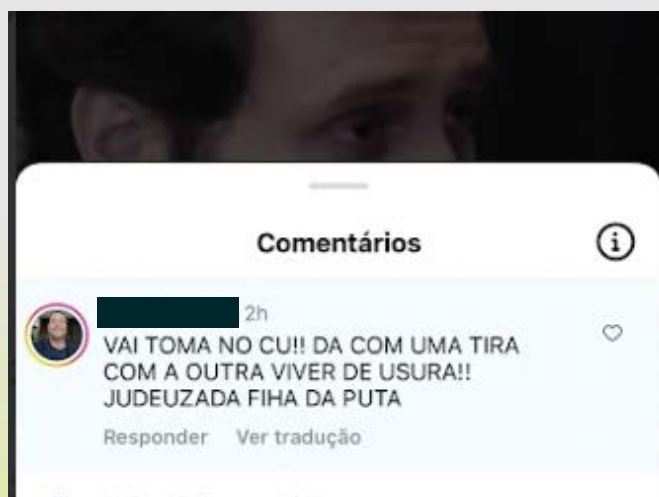 Comentários
2h
VAI TOMA NO CU!! DA COM UMA TIRA
COM A OUTRA VIVER DE USURA!!
JUDEUZADA FIHA DA PUTA
Responder Ver tradução